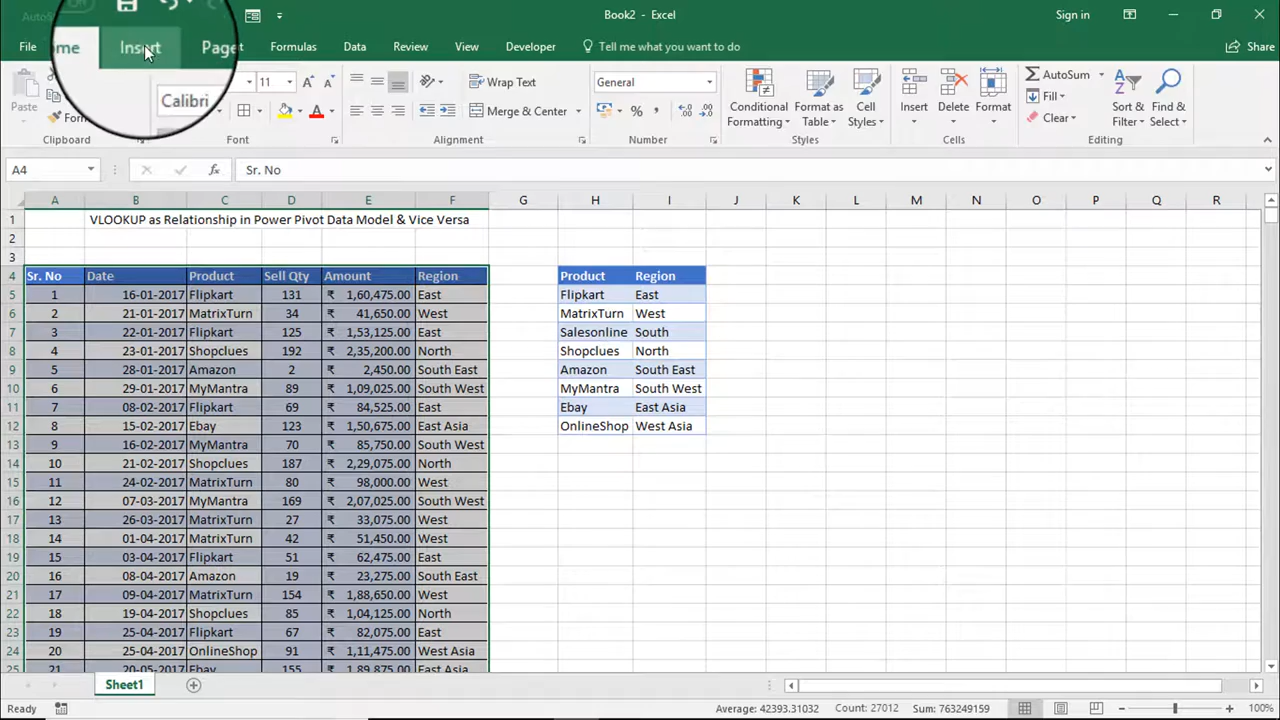 Book2 - Excel
Sign in
File
Insert
Page
Formulas
Data
Review
View
Developer
Tell me what you want to do
Share
Paste
Calibri
11
Wrap Text
Merge & Center
General
Conditional Formatting
Format as Table
Cell Styles
Insert
Delete
Format
AutoSum
Fill
Clear
Sort & Filter
Find & Select
Clipboard
Font
Alignment
Number
Styles
Cells
Editing
A4
fx
Sr. No
A B C D E F G H I J K L M N O P Q R
1 VLOOKUP as Relationship in Power Pivot Data Model & Vice Versa
2
3
4 Sr. No Date Product Sell Qty Amount Region Product Region
5 1 16-01-2017 Flipkart 131 ₹ 1,60,475.00 East Flipkart East
6 2 21-01-2017 MatrixTurn 34 ₹ 41,650.00 West MatrixTurn West
7 3 22-01-2017 Flipkart 125 ₹ 1,53,125.00 East Salesonline South
8 4 23-01-2017 Shopclues 192 ₹ 2,35,200.00 North Shopclues North
9 5 28-01-2017 Amazon 2 ₹ 2,450.00 South East Amazon South East
10 6 29-01-2017 MyMantra 89 ₹ 1,09,025.00 South West MyMantra South West
11 7 08-02-2017 Flipkart 69 ₹ 84,525.00 East Ebay East Asia
12 8 15-02-2017 Ebay 123 ₹ 1,50,675.00 East Asia OnlineShop West Asia
13 9 16-02-2017 MyMantra 70 ₹ 85,750.00 South West
14 10 21-02-2017 Shopclues 187 ₹ 2,29,075.00 North
15 11 24-02-2017 MatrixTurn 80 ₹ 98,000.00 West
16 12 07-03-2017 MyMantra 169 ₹ 2,07,025.00 South West
17 13 26-03-2017 MatrixTurn 27 ₹ 33,075.00 West
18 14 01-04-2017 MatrixTurn 42 ₹ 51,450.00 West
19 15 03-04-2017 Flipkart 51 ₹ 62,475.00 East
20 16 08-04-2017 Amazon 19 ₹ 23,275.00 South East
21 17 09-04-2017 MatrixTurn 154 ₹ 1,88,650.00 West
22 18 19-04-2017 Shopclues 85 ₹ 1,04,125.00 North
23 19 25-04-2017 Flipkart 67 ₹ 82,075.00 East
24 20 25-04-2017 OnlineShop 91 ₹ 1,11,475.00 West Asia
25 21 20-05-2017 Ebay 155 ₹ 1,89,875.00 East Asia
Sheet1
Ready
Average: 42393.31032
Count: 27012
Sum: 763249159
100%